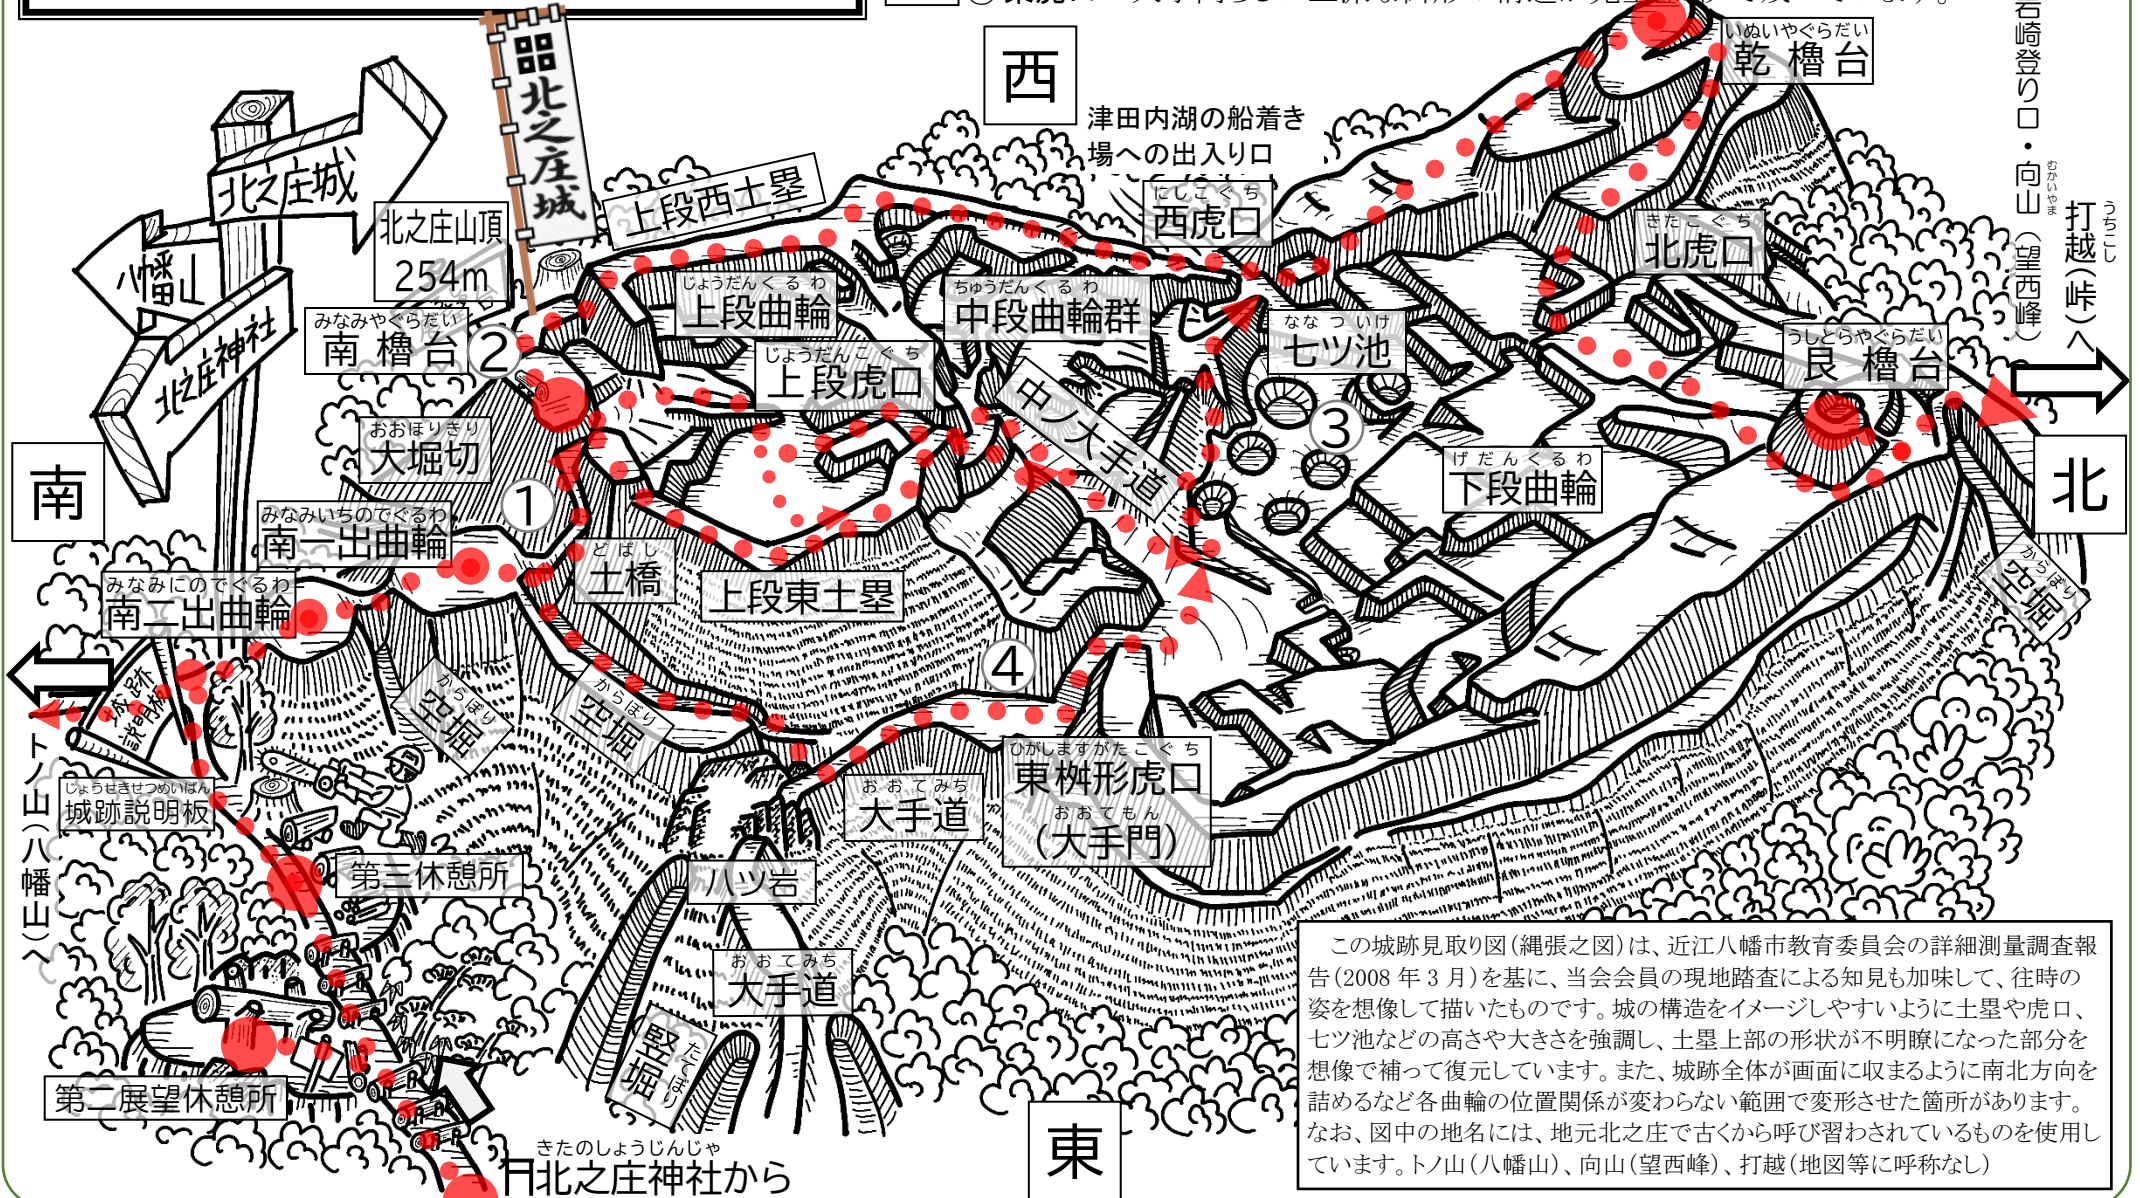 岩崎登り口・向山(望西峰)
むかいやま
打越(峠)へ
うちこし
いぬいやぐらだい
乾櫓台
西
津田内湖の船着き
場への出入り口
北之庄城
八幡山
北之庄神社
北之庄城
北之庄山頂
254m
上段西土塁
にしこぐち
西虎口
きたこぐち
北虎口
みなみやぐらだい
南櫓台
②
じょうだんくるわ
上段曲輪
ちゅうだんくるわ
中段曲輪群
ななついけ
七ツ池
③
うしとらやぐらだい
艮櫓台
じょうだんこぐち
上段虎口
中ノ大手道
おおほりきり
大堀切
①
げだんくるわ
下段曲輪
南
北
みなみいちのでぐるわ
南一出曲輪
どばし
土橋
上段東土塁
みなみにのでぐるわ
南二出曲輪
からぼり
空堀
からぼり
空堀
からぼり
空堀
④
城跡
説明板
トノ山(八幡山)へ
じょうせきせつめいばん
城跡説明板
おおてみち
大手道
ひがしますがたこぐち
東桝形虎口
おおてもん
(大手門)
第三休憩所
八ツ岩
おおてみち
大手道
たてぼり
竪堀
第二展望休憩所
きたのしょうじんじゃ
北之庄神社から
東
この城跡見取り図(縄張之図)は、近江八幡市教育委員会の詳細測量調査報
告(2008年3月)を基に、当会会員の現地踏査による知見も加味して、往時の
姿を想像して描いたものです。城の構造をイメージしやすいように土塁や虎口、
七ツ池などの高さや大きさを強調し、土塁上部の形状が不明瞭になった部分を
想像で補って復元しています。また、城跡全体が画面に収まるように南北方向を
詰めるなど各曲輪の位置関係が変わらない範囲で変形させた箇所があります。
なお、図中の地名には、地元北之庄で古くから呼び習わされているものを使用し
ています。トノ山(八幡山)、向山(望西峰)、打越(地図等に呼称なし)